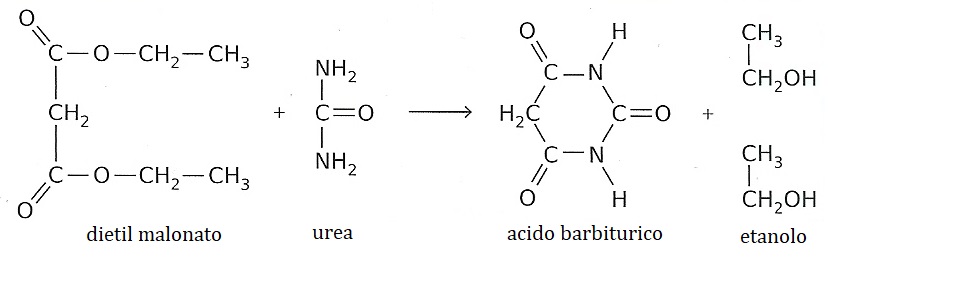 O
C—O—CH2—CH3
CH2
C—O—CH2—CH3
O
dietil malonato
+
NH2
C=O
NH2
urea
O
H
C—N
H2C
C=O
C—N
O
H
acido barbiturico
+
CH3
CH2OH
CH3
CH2OH
etanolo